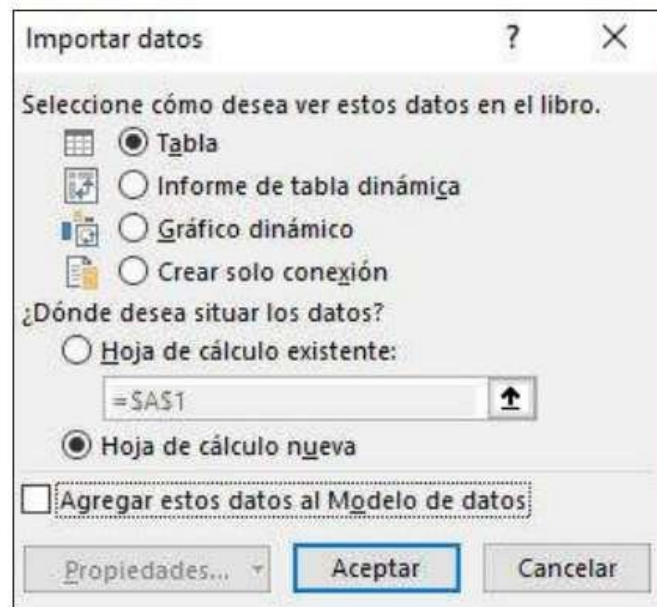 Importar datos ?
Seleccione cómo desea ver estos datos en el libro.
Tabla
Informe de tabla dinámica
Gráfico dinámico
Crear solo conexión
¿Dónde desea situar los datos?
Hoja de cálculo existente:
=$A$1
Hoja de cálculo nueva
Agregar estos datos al Modelo de datos
Propiedades... Aceptar Cancelar